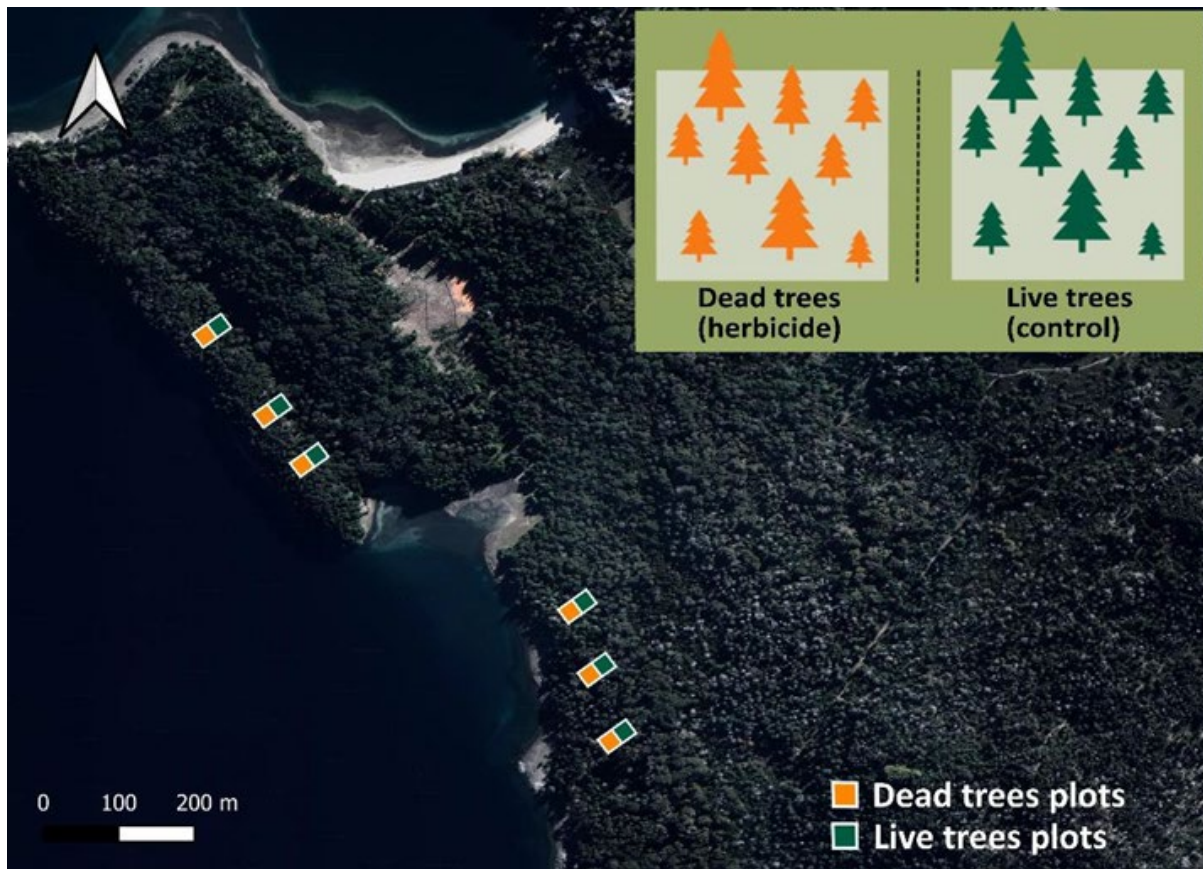 Dead trees
(herbicide)
Live trees
(control)
0 100 200 m
Dead trees plots
Live trees plots